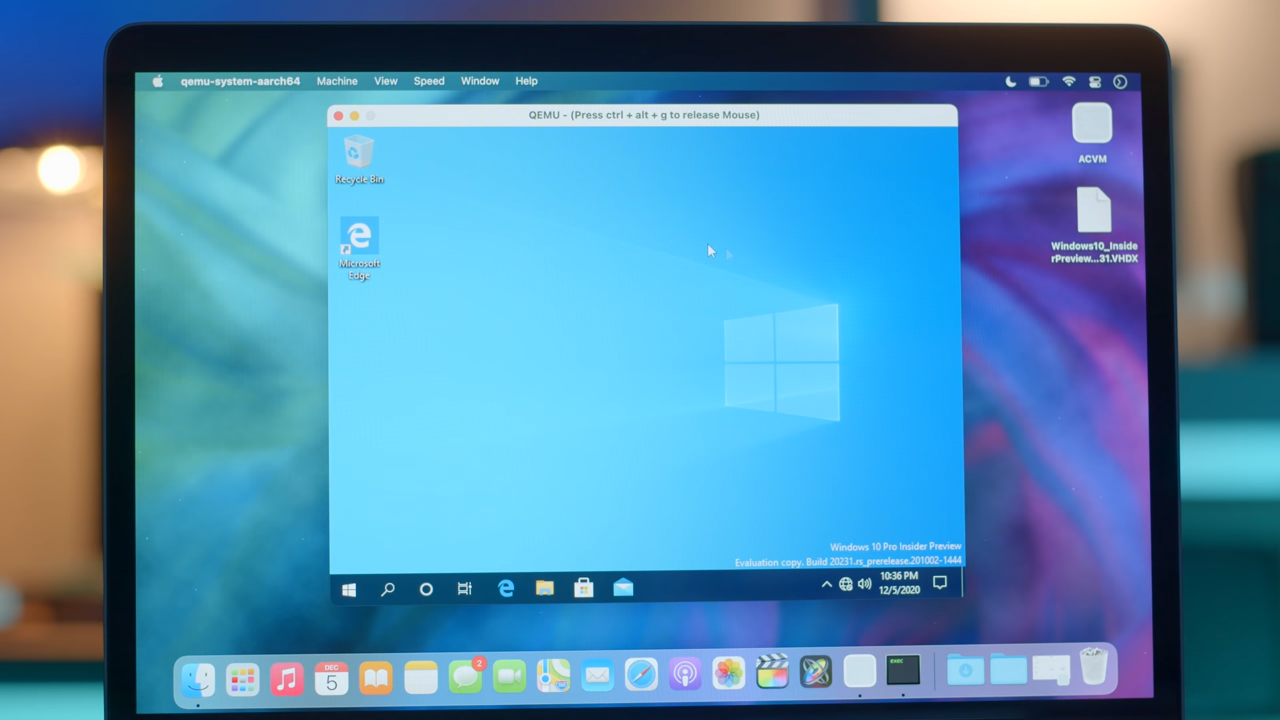 qemu-system-aarch64 Machine View Speed Window Help
QEMU - (Press ctrl + alt + g to release Mouse)
Recycle Bin
Microsoft
Edge
ACVM
Windows10_Inside
rPreview...31.VHDX
Windows 10 Pro Insider Preview
Evaluation copy. Build 20231.rs_prerelease.201002-1444
10:36 PM
12/5/2020
2
DEC
5
exec